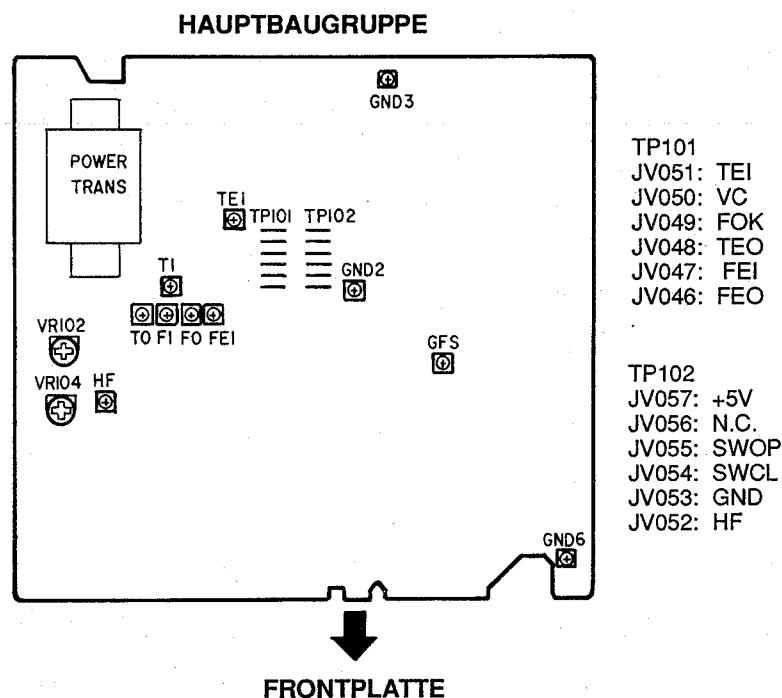 HAUPTBAUGRUPPE
GND3
POWER
TRANS
TEI
TP101 TP102
TI
GND2
TO FI FO FEI
VR102
GFS
VR104
HF
GND6
FRONTPLATTE
TP101
JV051: TEI
JV050: VC
JV049: FOK
JV048: TEO
JV047: FEI
JV046: FEO
TP102
JV057: +5V
JV056: N.C.
JV055: SWOP
JV054: SWCL
JV053: GND
JV052: HF